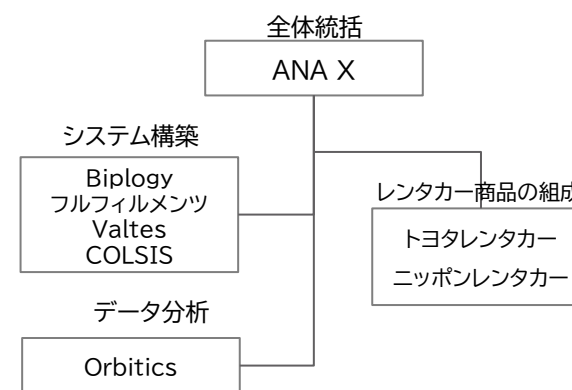 全体統括
ANA X
システム構築
Biplogy
フルフィルメンツ
Valtes
COLSIS
レンタカー商品の組成
トヨタレンタカー
ニッポンレンタカー
データ分析
Orbitics